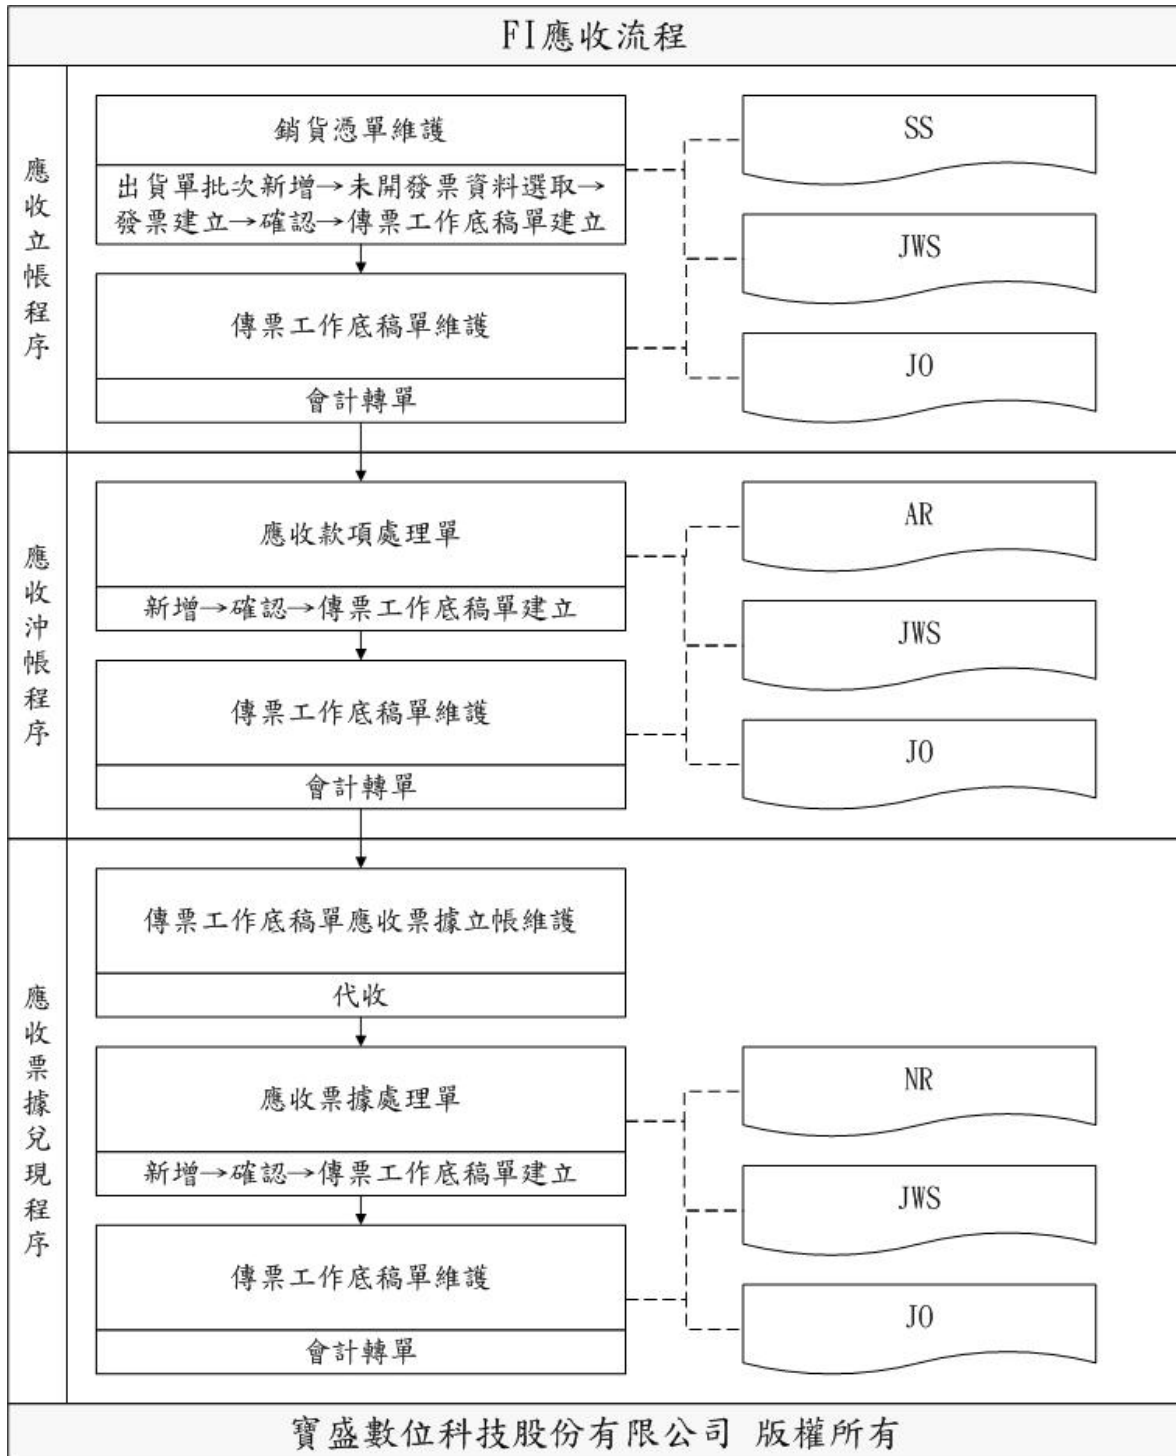 FI應收流程
應收立帳程序
銷貨憑單維護
出貨單批次新增→未開發票資料選取→
發票建立→確認→傳票工作底稿單建立
傳票工作底稿單維護
會計轉單
SS
JWS
JO
應收沖帳程序
應收款項處理單
新增→確認→傳票工作底稿單建立
傳票工作底稿單維護
會計轉單
AR
JWS
JO
應收票據兌現程序
傳票工作底稿單應收票據立帳維護
代收
應收票據處理單
新增→確認→傳票工作底稿單建立
傳票工作底稿單維護
會計轉單
NR
JWS
JO
寶盛數位科技股份有限公司 版權所有